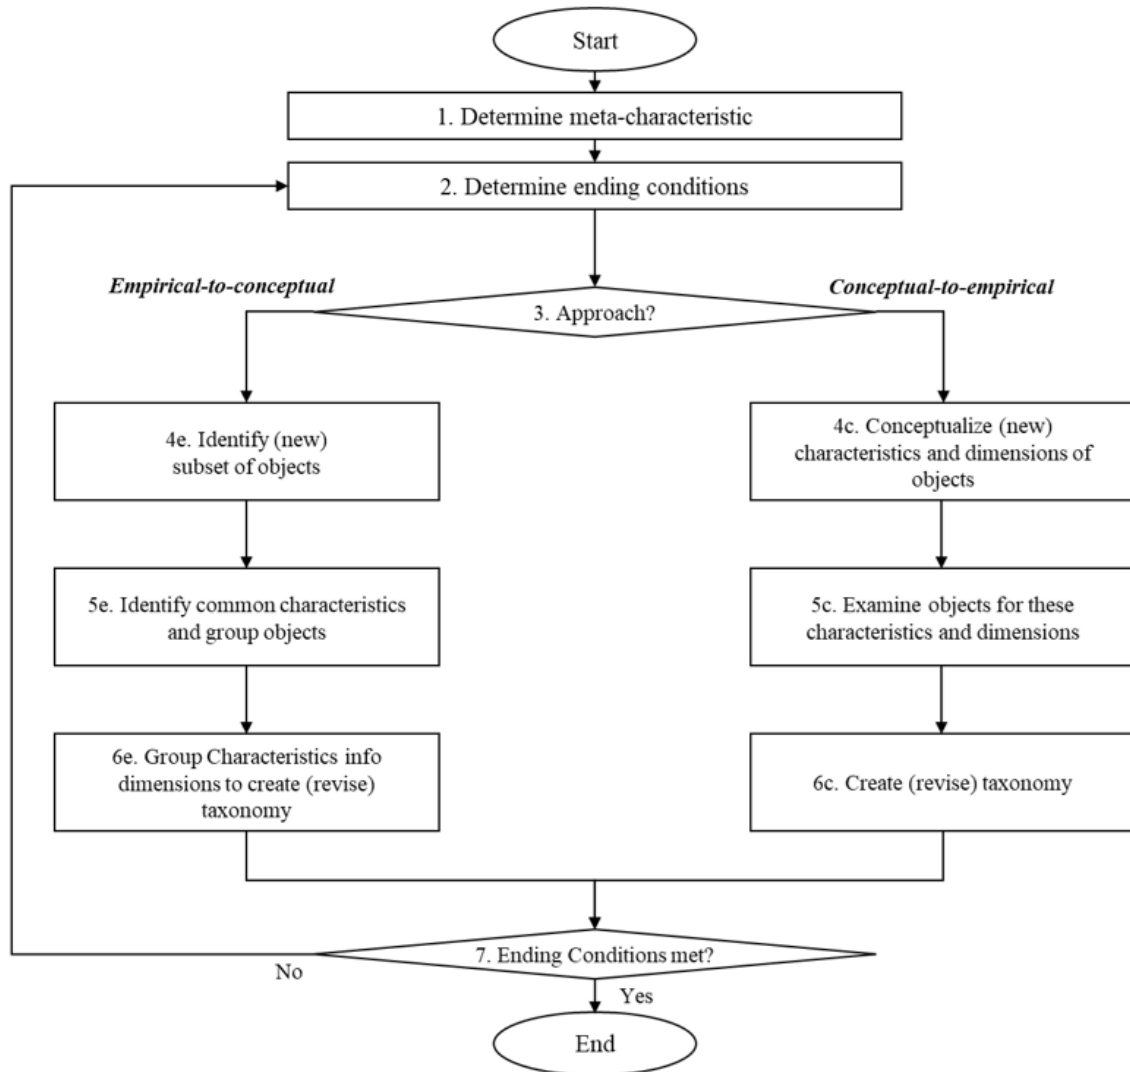 Start
1. Determine meta-characteristic
2. Determine ending conditions
Empirical-to-conceptual
Conceptual-to-empirical
3. Approach?
4e. Identify (new)
subset of objects
4c. Conceptualize (new)
characteristics and dimensions of
objects
5e. Identify common characteristics
and group objects
5c. Examine objects for these
characteristics and dimensions
6e. Group Characteristics info
dimensions to create (revise)
taxonomy
6c. Create (revise) taxonomy
7. Ending Conditions met?
No
Yes
End